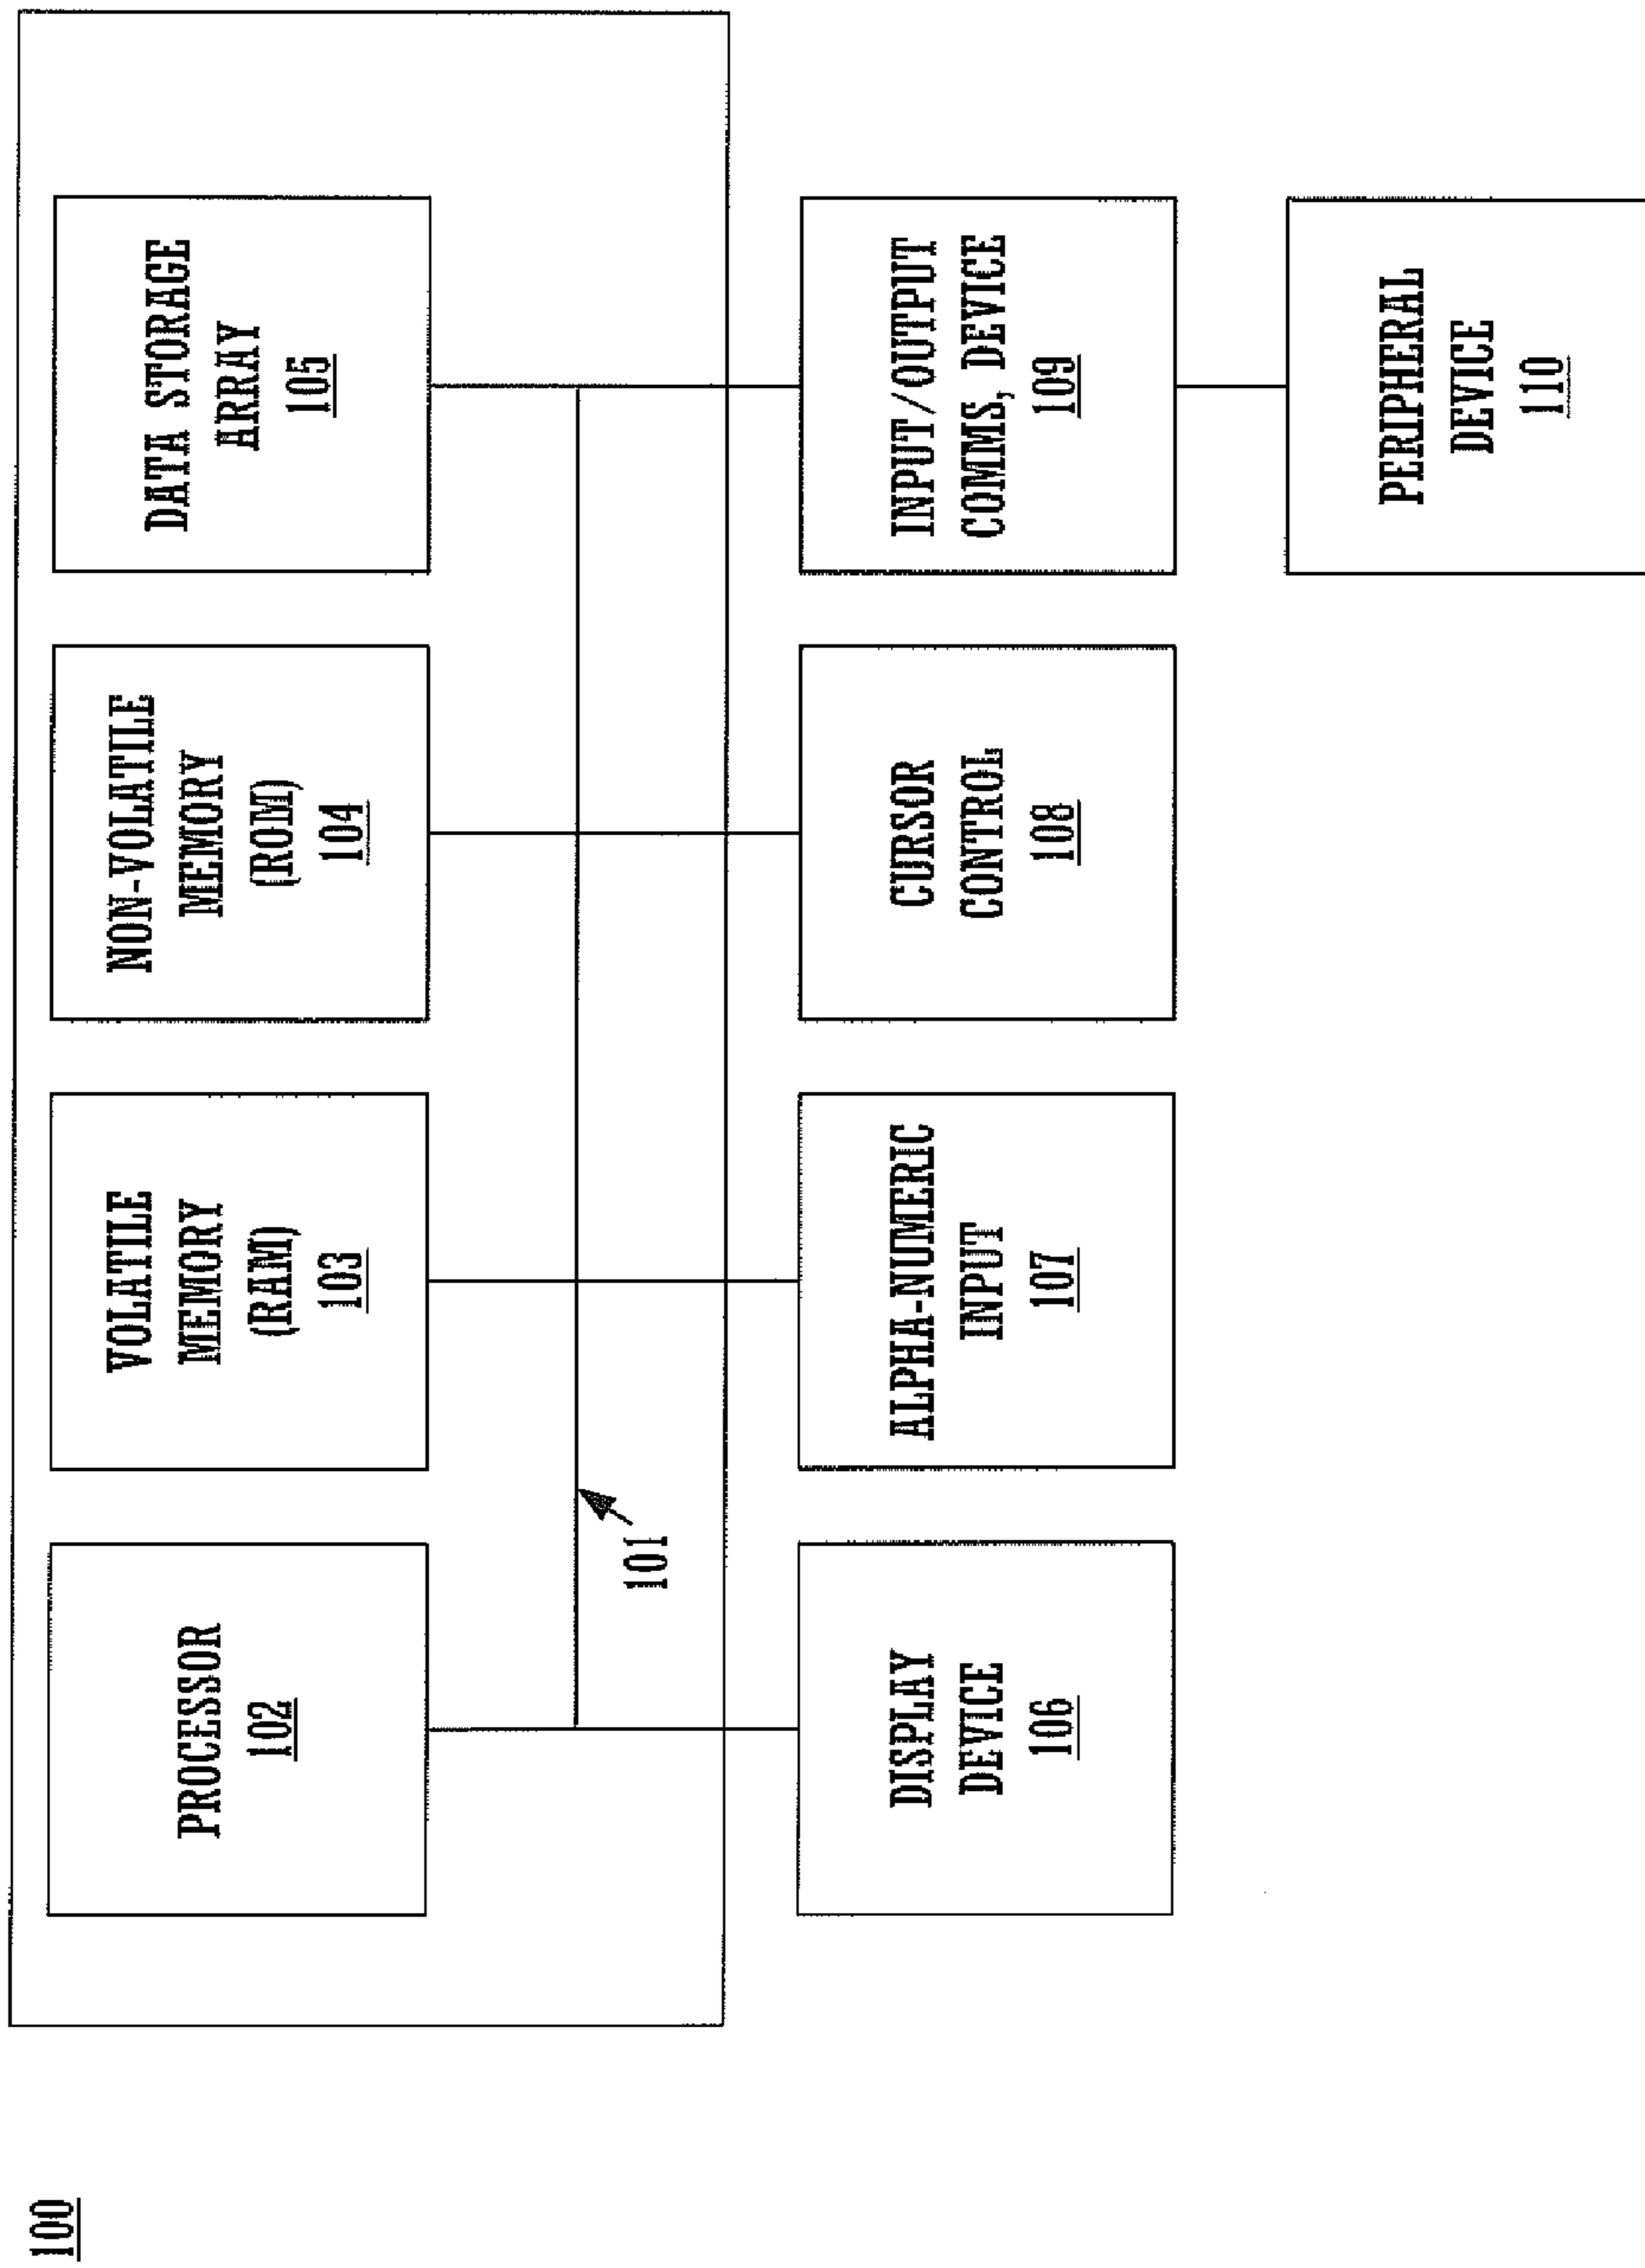 100
PROCESSOR
102
VOLATILE
MEMORY
(RAM)
103
NON-VOLATILE
MEMORY
(ROM)
104
DATA STORAGE
ARRAY
105
101
DISPLAY
DEVICE
106
ALPHA-NUMERIC
INPUT
107
CURSOR
CONTROL
108
INPUT/OUTPUT
COMMS, DEVICE
109
PERIPHERAL
DEVICE
110